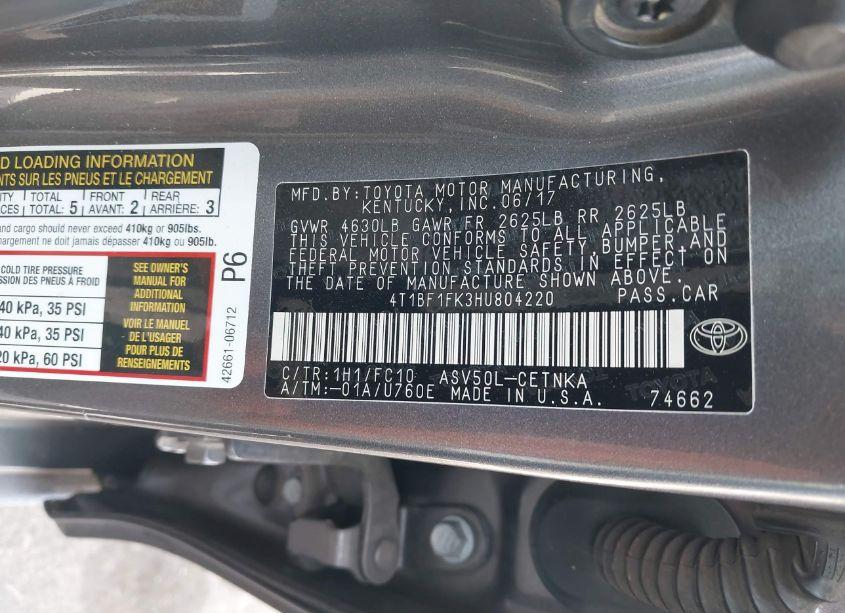 D LOADING INFORMATION
NTS SUR LES PNEUS ET LE CHARGEMENT
ITY TOTAL FRONT REAR
ACES TOTAL: 5 AVANT: 2 ARRIÈRE: 3
and cargo should never exceed 410kg or 905lbs.
chargement ne doit jamais dépasser 410kg ou 905lb.
COLD TIRE PRESSURE
SSION DES PNEUS À FROID
40 kPa, 35 PSI
40 kPa, 35 PSI
20 kPa, 60 PSI
SEE OWNER'S
MANUAL FOR
ADDITIONAL
INFORMATION
VOIR LE MANUEL
DE L'USAGER
POUR PLUS DE
RENSEIGNEMENTS
P6
42661-06712
MFD.BY:TOYOTA MOTOR MANUFACTURING,
KENTUCKY, INC.06/17
GVWR 4630LB GAWR FR 2625LB RR 2625LB
THIS VEHICLE CONFORMS TO ALL APPLICABLE
FEDERAL MOTOR VEHICLE SAFETY,BUMPER,AND
THEFT PREVENTION STANDARDS IN EFFECT ON
THE DATE OF MANUFACTURE SHOWN ABOVE.
4T1BF1FK3HU804220 PASS.CAR
C/TR:1H1/FC10 ASV50L-CETNKA
A/TM:-01A/U760E MADE IN U.S.A. 74662
TOYOTA